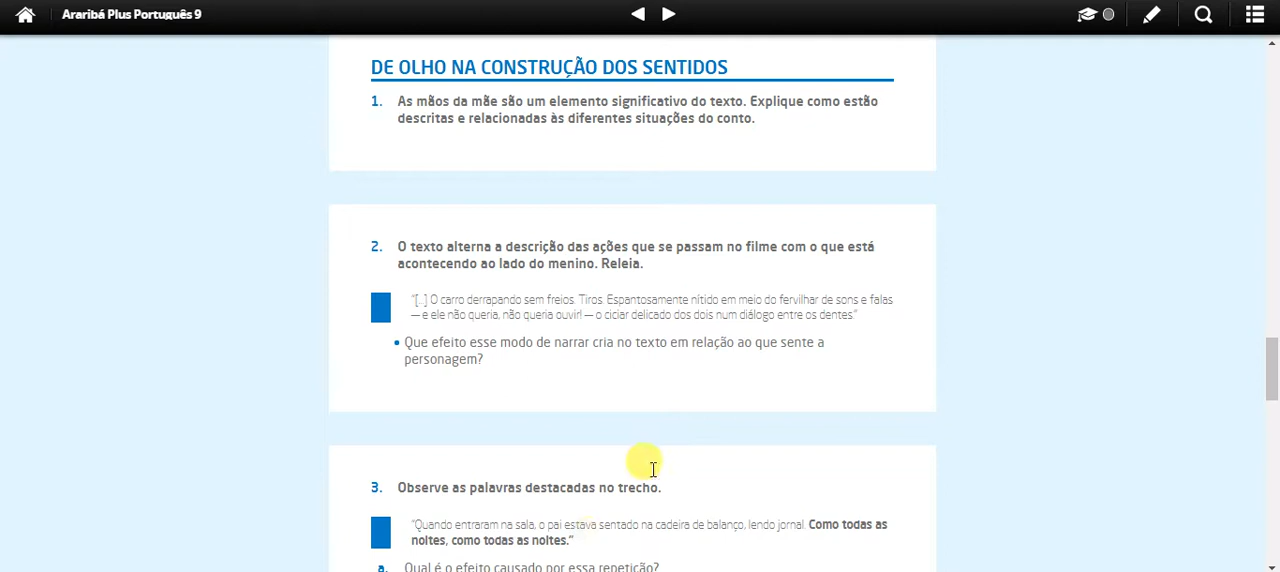 Araribá Plus Português 9
DE OLHO NA CONSTRUÇÃO DOS SENTIDOS
1. As mãos da mãe são um elemento significativo do texto. Explique como estão
descritas e relacionadas às diferentes situações do conto.
2. O texto alterna a descrição das ações que se passam no filme com o que está
acontecendo ao lado do menino. Releia.
"[...] O carro derrapando sem freios. Tiros. Espantosamente nítido em meio do fervilhar de sons e falas
— e ele não queria, não queria ouvir! — o ciciar delicado dos dois num diálogo entre os dentes."
• Que efeito esse modo de narrar cria no texto em relação ao que sente a
personagem?
3. Observe as palavras destacadas no trecho.
"Quando entraram na sala, o pai estava sentado na cadeira de balanço, lendo jornal. Como todas as
noites, como todas as noites."
a. Qual é o efeito causado por essa repetição?